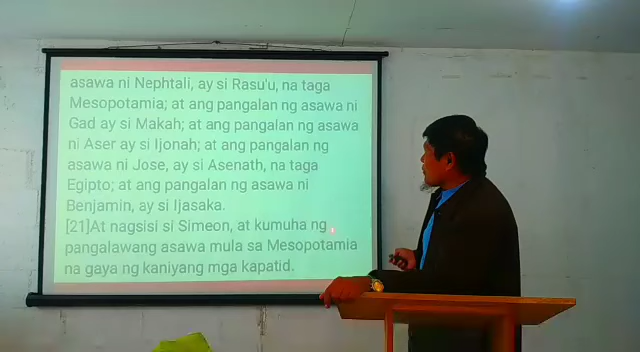 asawa ni Nephtali, ay si Rasu'u, na taga
Mesopotamia; at ang pangalan ng asawa ni
Gad ay si Makah; at ang pangalan ng asawa
ni Aser ay si Ijonah; at ang pangalan ng
asawa ni Jose, ay si Asenath, na taga
Egipto; at ang pangalan ng asawa ni
Benjamin, ay si Ijasaka.
[21]At nagsisi si Simeon, at kumuha ng
pangalawang asawa mula sa Mesopotamia
na gaya ng kaniyang mga kapatid.